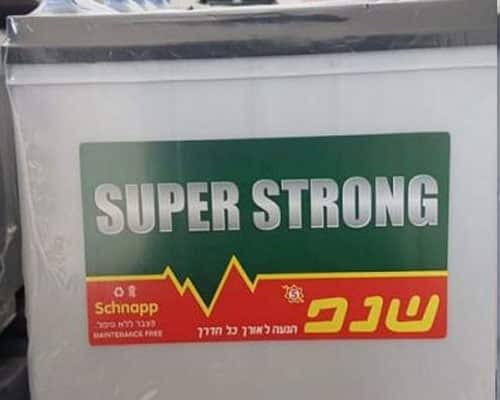 SUPER STRONG
Schnapp
מצבר ללא טיפול.
MAINTENANCE FREE
שנפ
הנעה לאורך כל הדרך